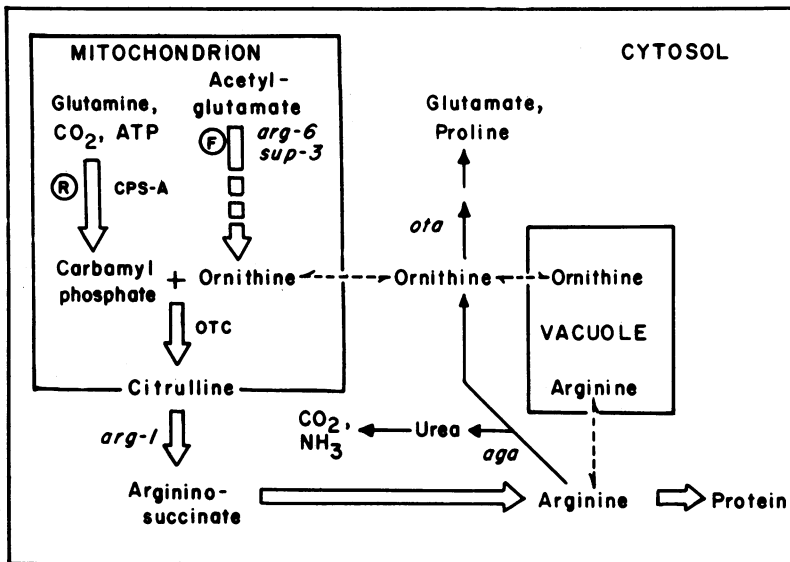 MITOCHONDRION
CYTOSOL
Acetyl-
glutamate
Glutamine,
CO₂, ATP
F
arg-6
sup-3
Glutamate,
Proline
R
CPS-A
ota
Carbamyl
phosphate
+
Ornithine
Ornithine
Ornithine
OTC
VACUOLE
Citrulline
Arginine
arg-1
CO₂,
NH₃
Urea
aga
Arginino-
succinate
Arginine
Protein